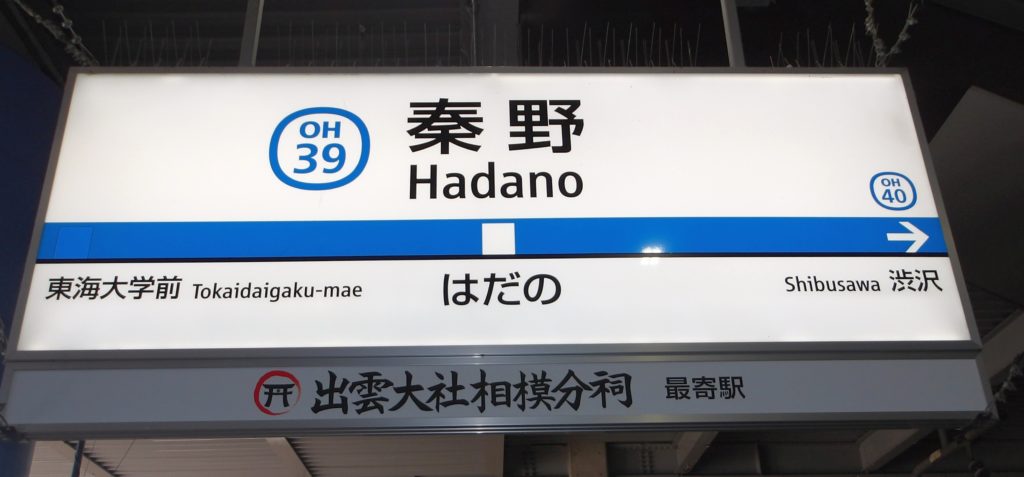 OH
39
秦野
Hadano
OH
40
東海大学前 Tokaidaigaku-mae
はだの
Shibusawa 渋沢
出雲大社相模分祠 最寄駅